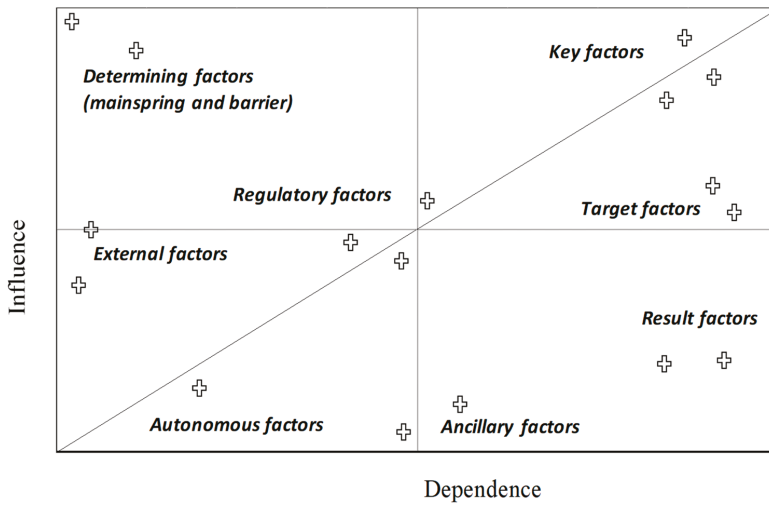 Key factors
Determining factors
(mainspring and barrier)
Regulatory factors
Target factors
External factors
Influence
Result factors
Autonomous factors
Ancillary factors
Dependence